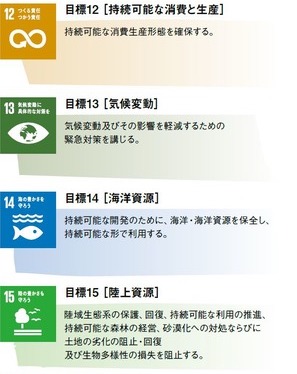 12 つくる責任
つかう責任
目標12 [持続可能な消費と生産]
持続可能な消費生産形態を確保する。
13 気候変動に
具体的な対策を
目標13 [気候変動]
気候変動及びその影響を軽減するための
緊急対策を講じる。
14 海の豊かさを
守ろう
目標14 [海洋資源]
持続可能な開発のために、海洋・海洋資源を保全し、
持続可能な形で利用する。
15 陸の豊かさも
守ろう
目標15 [陸上資源]
陸域生態系の保護、回復、持続可能な利用の推進、
持続可能な森林の経営、砂漠化への対処ならびに
土地の劣化の阻止・回復
及び生物多様性の損失を阻止する。